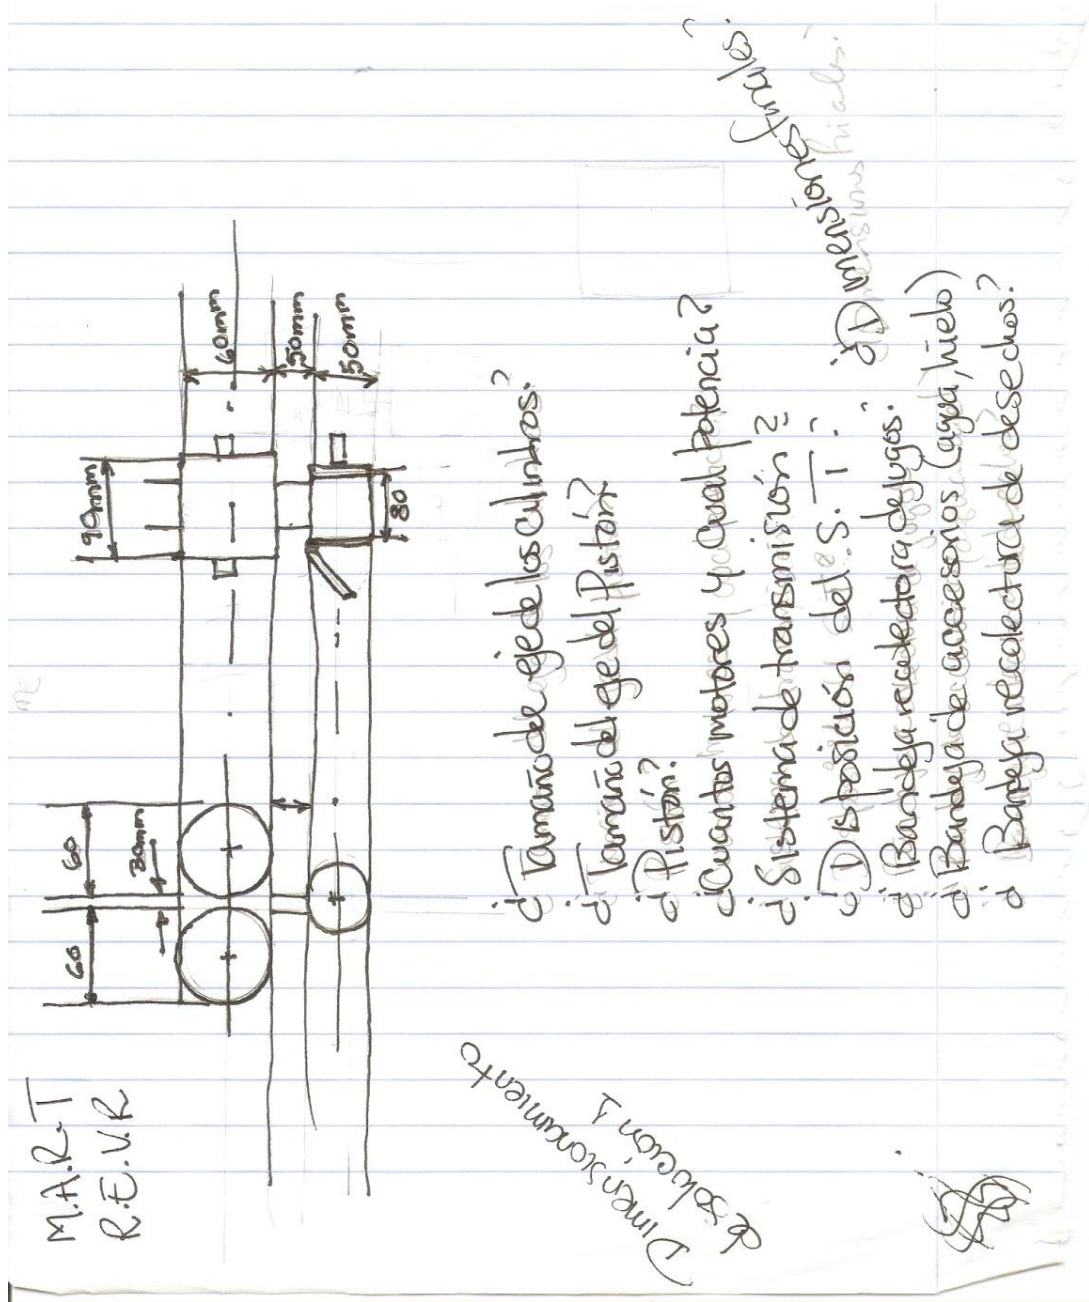 M.A.R.T
R.E.V.R
60
60
30mm
90mm
60mm
50mm
50mm
80
Dimensionamiento
de solución 1
¿Tamaño de eje de los cilindros?
¿Tamaño del eje del Pistón?
¿Pistón?
¿Cuantos motores y cual potencia?
¿Sistema de transmisión?
¿Disposición del S.T?
¿Bandeja recolectora de jugos?
¿Bandeja de accesorios (agua, hielo)
¿Bandeja recolectora de desechos?
¿Dimensiones finales?